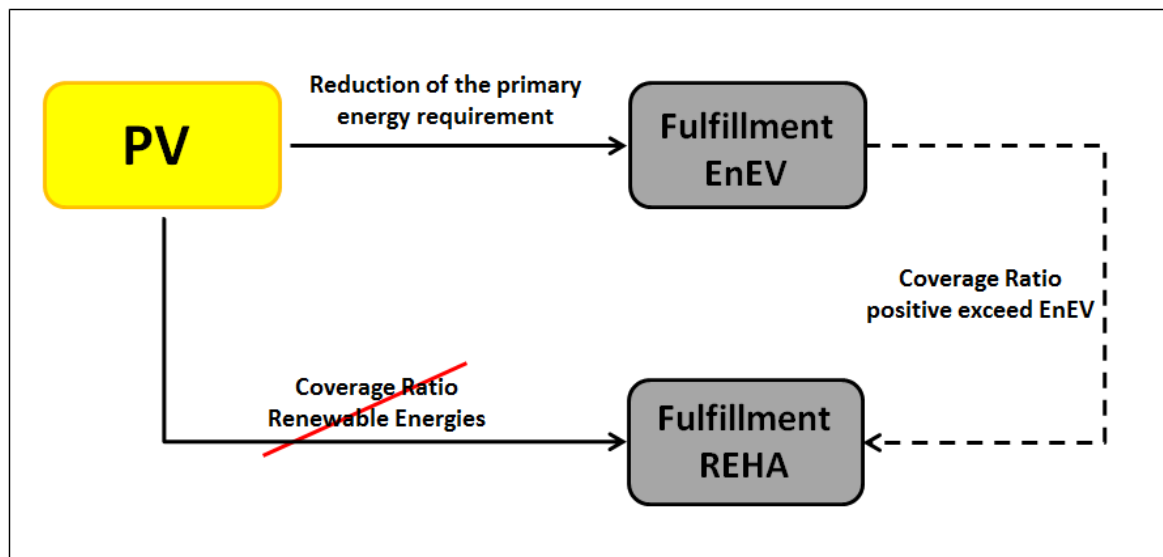 PV
Reduction of the primary
energy requirement
Fulfillment
EnEV
Coverage Ratio
positive exceed EnEV
Coverage Ratio
Renewable Energies
Fulfillment
REHA